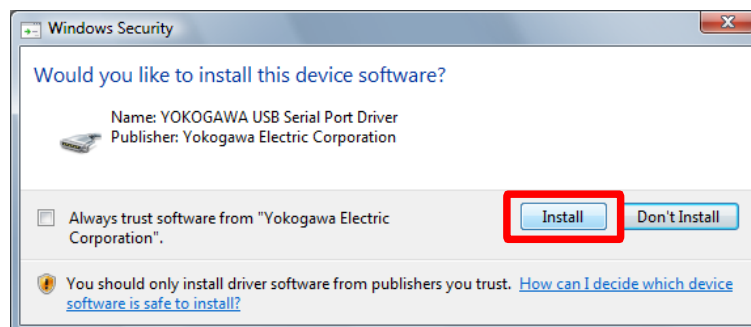 Windows Security
Would you like to install this device software?
Name: YOKOGAWA USB Serial Port Driver
Publisher: Yokogawa Electric Corporation
Always trust software from "Yokogawa Electric
Corporation".
Install
Don't Install
You should only install driver software from publishers you trust. How can I decide which device
software is safe to install?